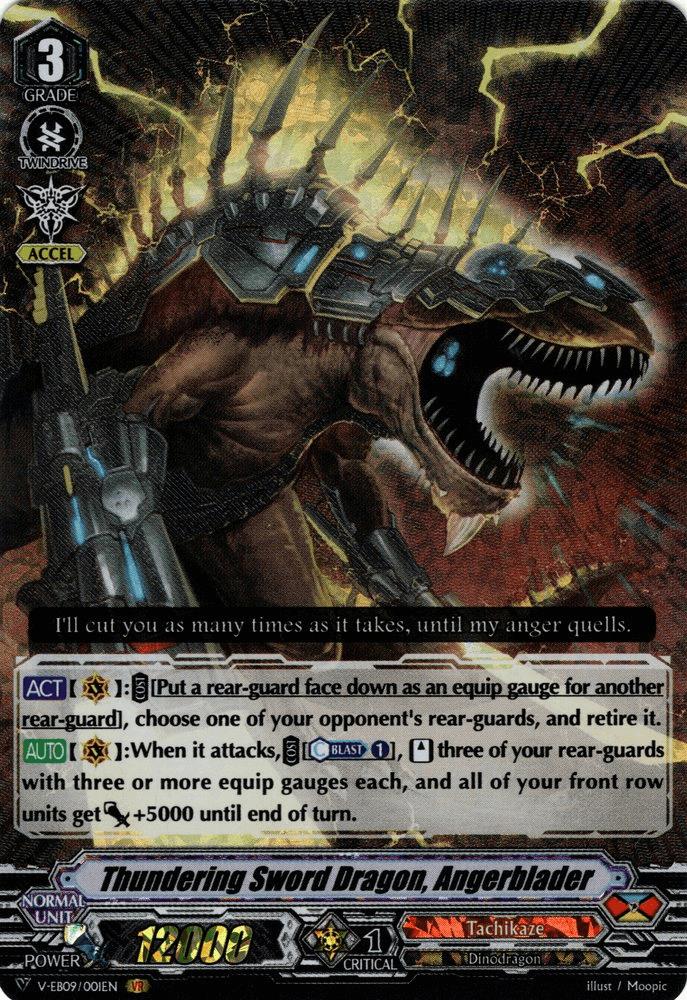 3
GRADE
TWINDRIVE
ACCEL
I'll cut you as many times as it takes, until my anger quells.
ACT【 V 】:COST[Put a rear-guard face down as an equip gauge for another
rear-guard], choose one of your opponent's rear-guards, and retire it.
AUTO【 V 】:When it attacks, COST[C BLAST 1], three of your rear-guards
with three or more equip gauges each, and all of your front row
units get +5000 until end of turn.
Thundering Sword Dragon, Angerblader
NORMAL
UNIT
POWER 12000 1 CRITICAL
Tachikaze
Dinodragon
V-EB09/001EN VR illust / Moopic